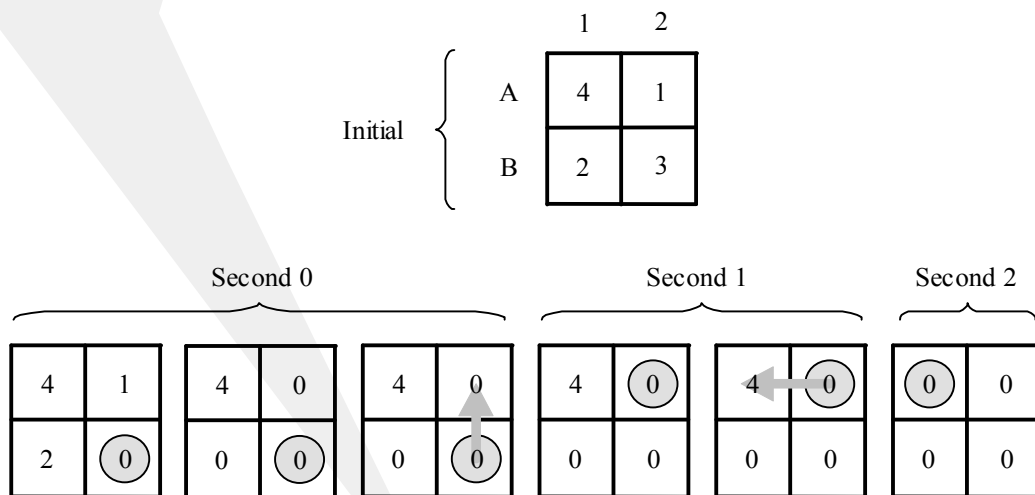 1 2
A 4 1
Initial
B 2 3
Second 0 Second 1 Second 2
4 1 4 0 4 0 4 0 4 0 0 0
2 0 0 0 0 0 0 0 0 0 0 0